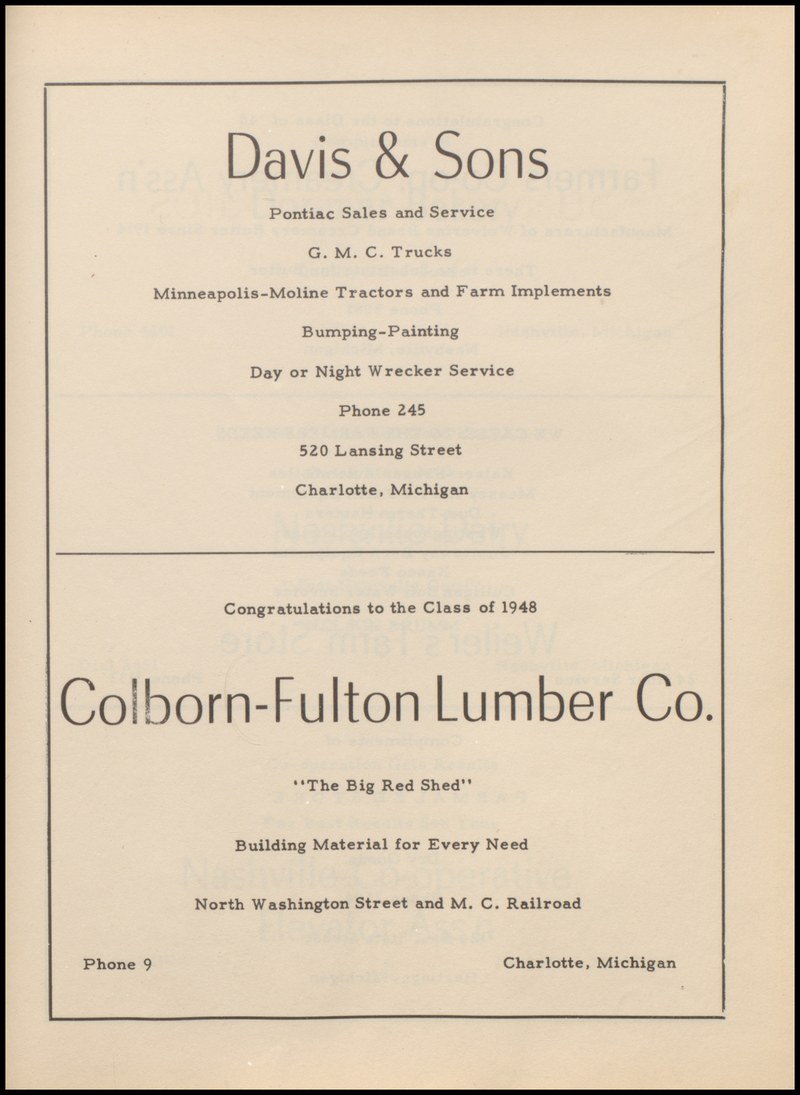 Davis & Sons
Pontiac Sales and Service
G. M. C. Trucks
Minneapolis-Moline Tractors and Farm Implements
Bumping-Painting
Day or Night Wrecker Service
Phone 245
520 Lansing Street
Charlotte, Michigan
Congratulations to the Class of 1948
Colborn-Fulton Lumber Co.
"The Big Red Shed"
Building Material for Every Need
North Washington Street and M. C. Railroad
Phone 9 Charlotte, Michigan